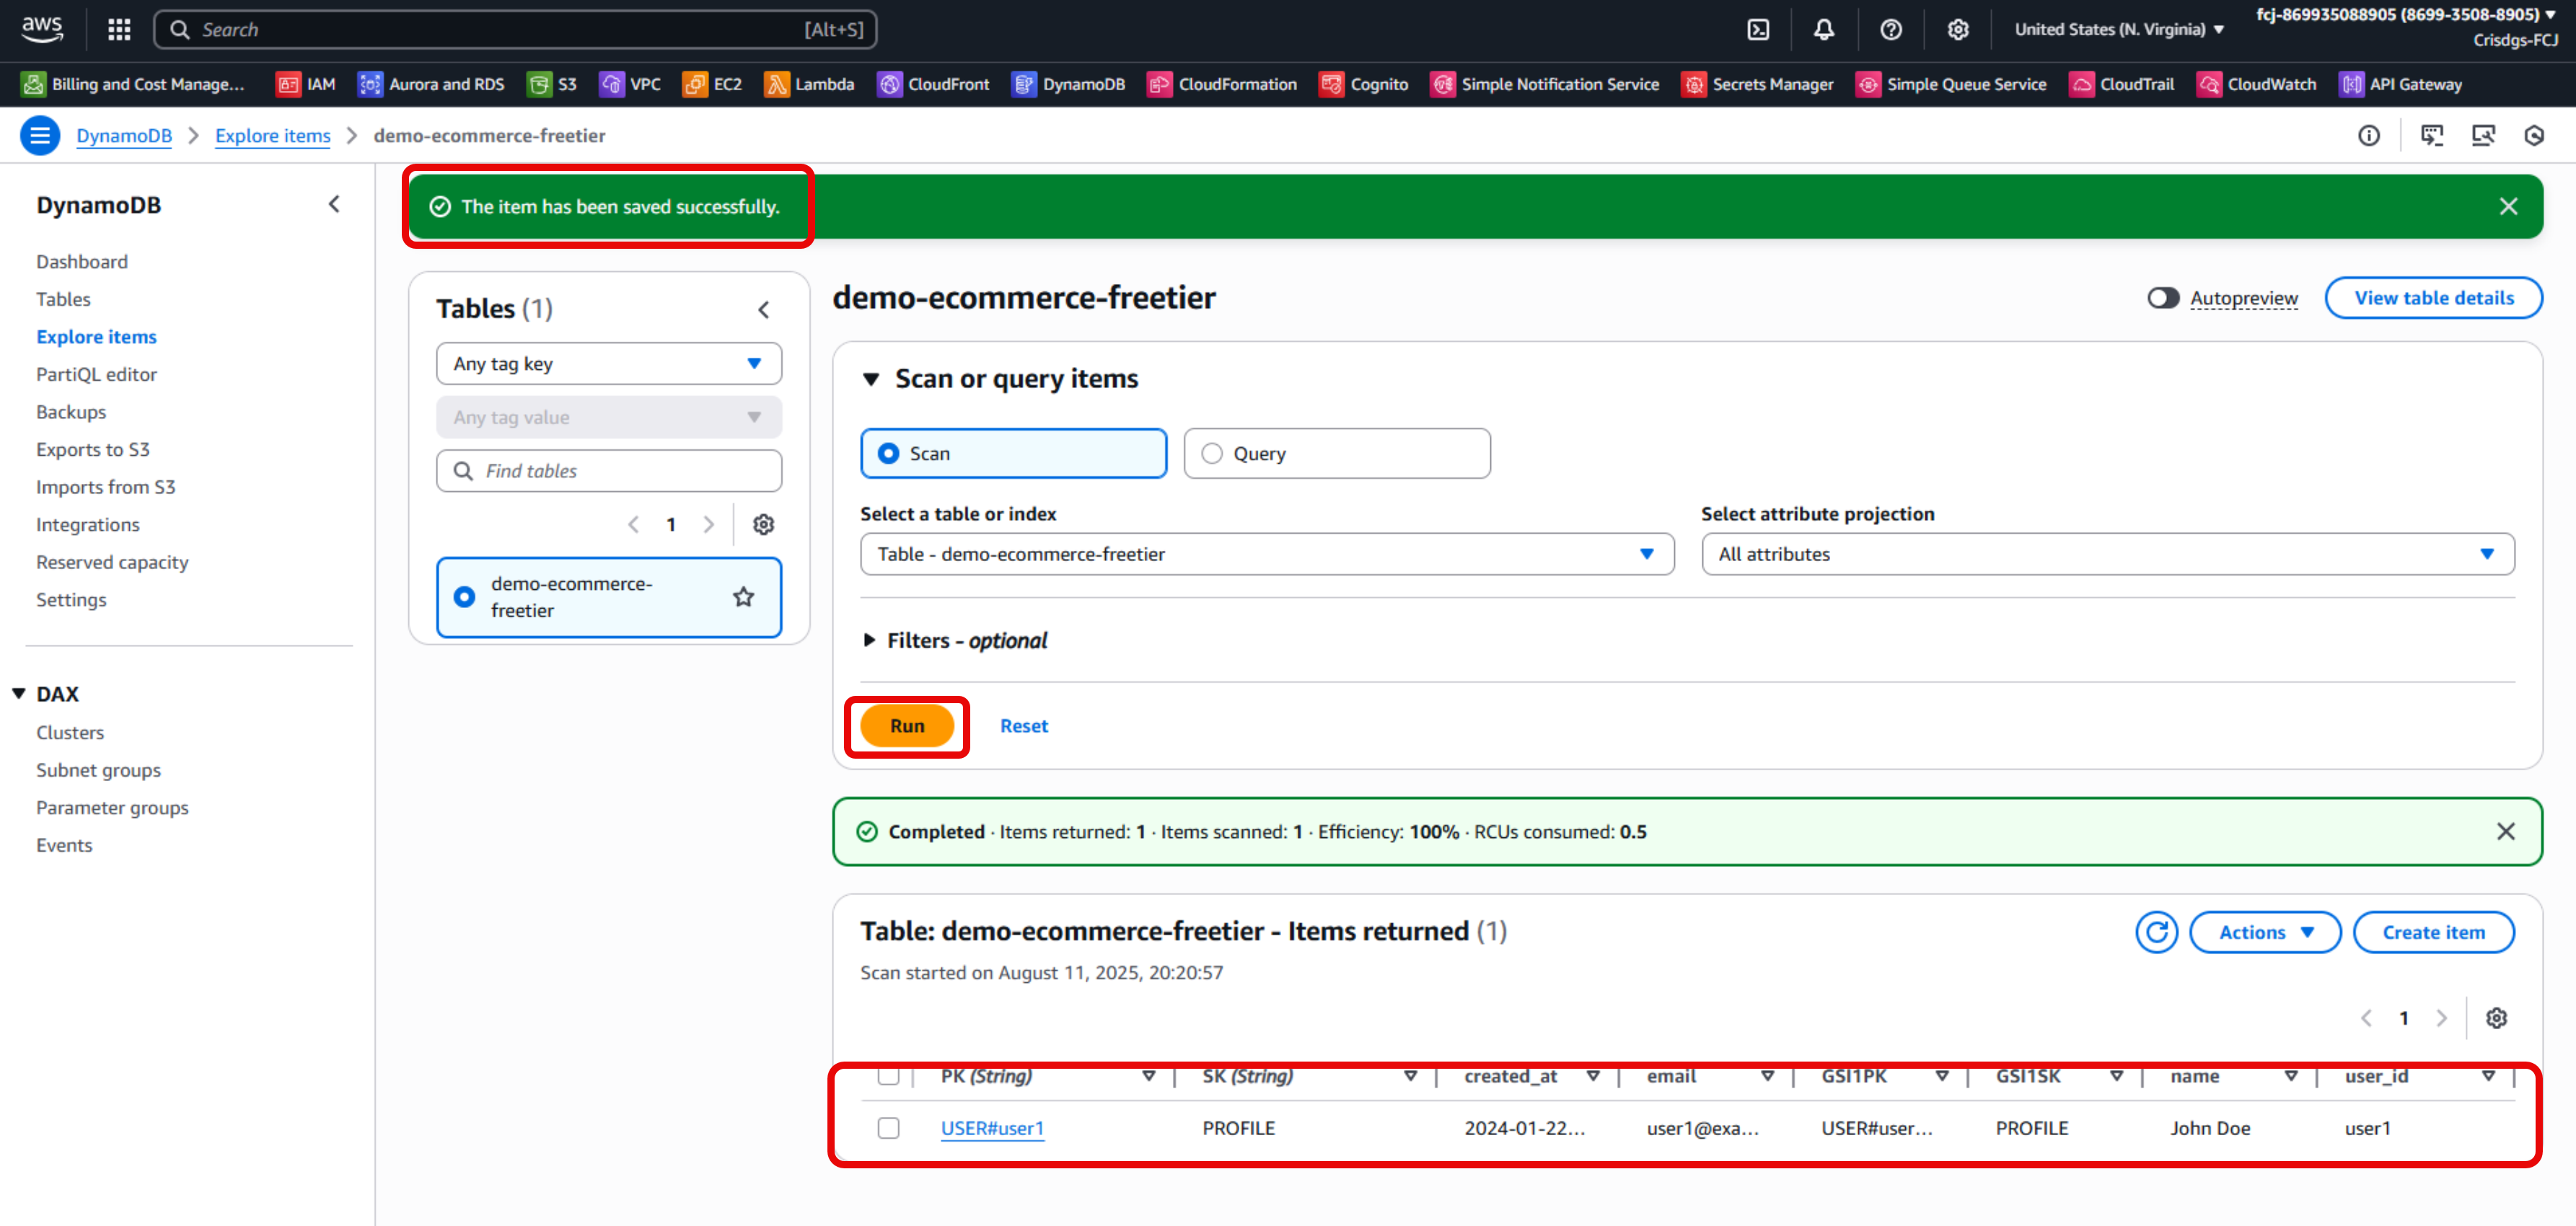 aws
Search [Alt+S]
United States (N. Virginia)
fcj-869935088905 (8699-3508-8905)
Crisdgs-FCJ
Billing and Cost Manage... IAM Aurora and RDS S3 VPC EC2 Lambda CloudFront DynamoDB CloudFormation Cognito Simple Notification Service Secrets Manager Simple Queue Service CloudTrail CloudWatch API Gateway
DynamoDB Explore items demo-ecommerce-freetier
DynamoDB
Dashboard
Tables
Explore items
PartiQL editor
Backups
Exports to S3
Imports from S3
Integrations
Reserved capacity
Settings
DAX
Clusters
Subnet groups
Parameter groups
Events
The item has been saved successfully.
Tables (1)
Any tag key
Any tag value
Find tables
1
demo-ecommerce-
freetier
demo-ecommerce-freetier
Autopreview View table details
Scan or query items
Scan Query
Select a table or index Select attribute projection
Table - demo-ecommerce-freetier All attributes
Filters - optional
Run Reset
Completed · Items returned: 1 · Items scanned: 1 · Efficiency: 100% · RCUs consumed: 0.5
Table: demo-ecommerce-freetier - Items returned (1)
Actions Create item
Scan started on August 11, 2025, 20:20:57
1
PK (String) SK (String) created_at email GSI1PK GSI1SK name user_id
USER#user1 PROFILE 2024-01-22... user1@exa... USER#user... PROFILE John Doe user1